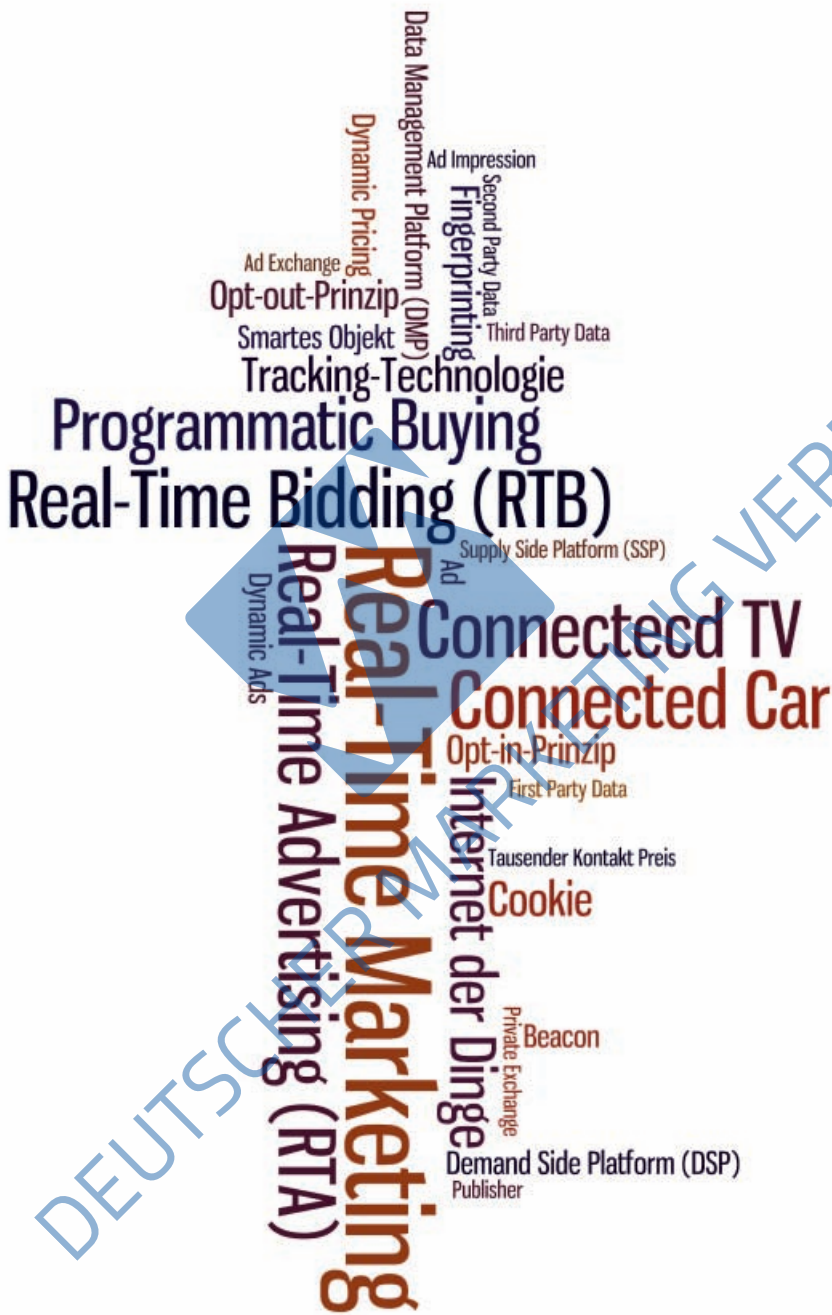 Data Management Platform (DMP)
Dynamic Pricing
Ad Impression
Second Party Data
Fingerprinting
Ad Exchange
Opt-out-Prinzip
Smartes Objekt
Third Party Data
Tracking-Technologie
Programmatic Buying
Real-Time Bidding (RTB)
Supply Side Platform (SSP)
Ad
Dynamic Ads
Real-Time Advertising (RTA)
Real-Time Marketing
Connectecd TV
Connected Car
Opt-in-Prinzip
First Party Data
Internet der Dinge
Tausender Kontakt Preis
Cookie
Private Exchange
Beacon
Demand Side Platform (DSP)
Publisher
DEUTSCHER MARKETING VER